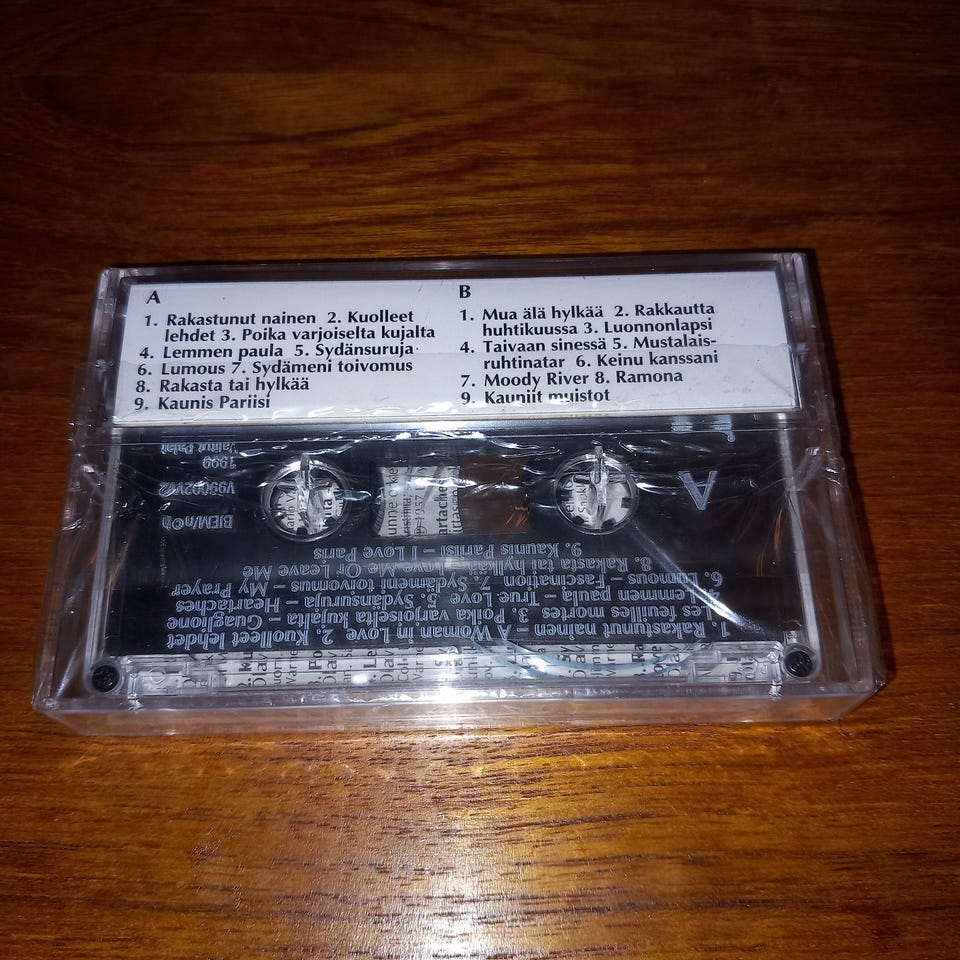 A
1. Rakastunut nainen 2. Kuolleet
lehdet 3. Poika varjoiselta kujalta
4. Lemmen paula 5. Sydänsuruja
6. Lumous 7. Sydämeni toivomus
8. Rakasta tai hylkää
9. Kaunis Pariisi
B
1. Mua älä hylkää 2. Rakkautta
huhtikuussa 3. Luonnonlapsi
4. Taivaan sinessä 5. Mustalais-
ruhtinatar 6. Keinu kanssani
7. Moody River 8. Ramona
9. Kauniit muistot
A
1. Rakastunut nainen – A Woman in Love 2. Kuolleet lehdet
Les feuilles mortes 3. Poika varjoiselta kujalta – Guaglione
4. Lemmen paula – True Love 5. Sydänsuruja – Heartaches
6. Lumous – Fascination 7. Sydämeni toivomus – My Prayer
8. Rakasta tai hylkää – Love Me Or Leave Me
9. Kaunis Pariisi – I Love Paris
BIEM/nOb
1999